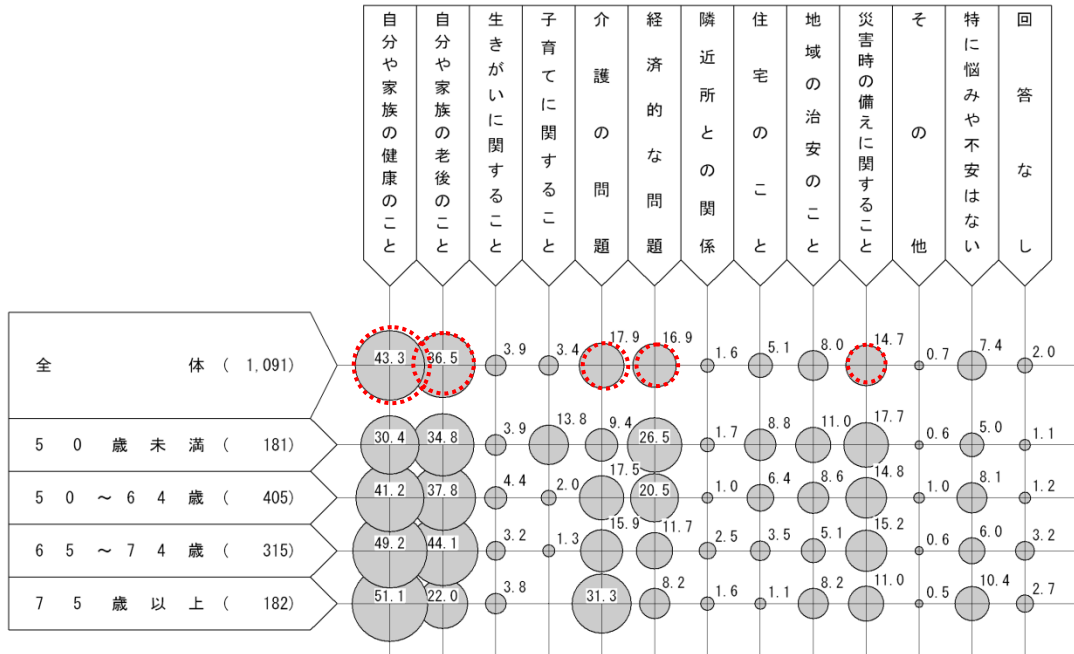 自分や家族の健康のこと
自分や家族の老後のこと
生きがいに関すること
子育てに関すること
介護の問題
経済的な問題
隣近所との関係
住宅のこと
地域の治安のこと
災害時の備えに関すること
その他
特に悩みや不安はない
回答なし
全体(1,091) 43.3 36.5 3.9 3.4 17.9 16.9 1.6 5.1 8.0 14.7 0.7 7.4 2.0
50歳未満(181) 30.4 34.8 3.9 13.8 9.4 26.5 1.7 8.8 11.0 17.7 0.6 5.0 1.1
50~64歳(405) 41.2 37.8 4.4 2.0 17.5 20.5 1.0 6.4 8.6 14.8 1.0 8.1 1.2
65~74歳(315) 49.2 44.1 3.2 1.3 15.9 11.7 2.5 3.5 5.1 15.2 0.6 6.0 3.2
75歳以上(182) 51.1 22.0 3.8 31.3 8.2 1.6 1.1 8.2 11.0 0.5 10.4 2.7